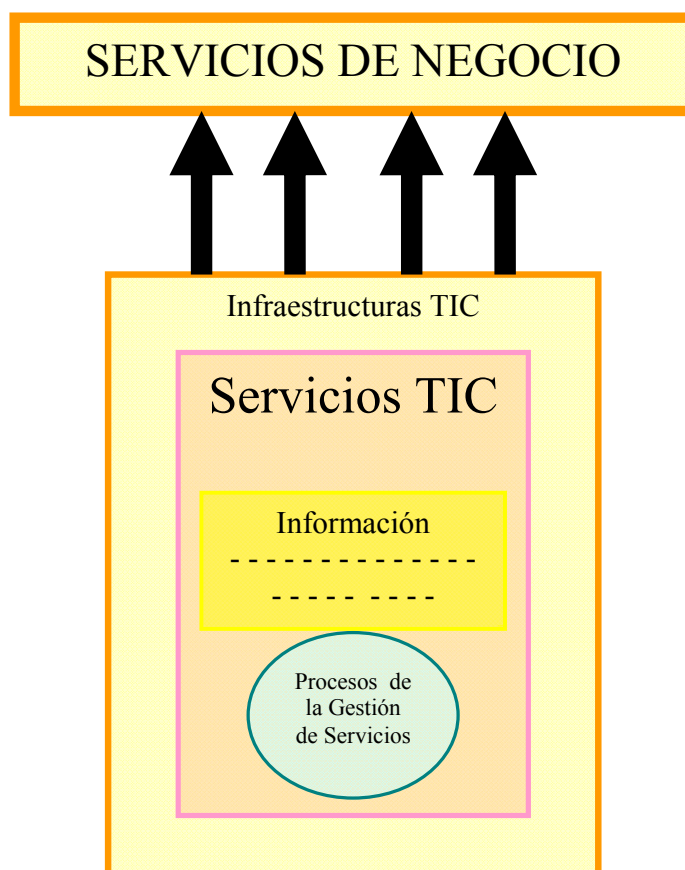 SERVICIOS DE NEGOCIO
Infraestructuras TIC
Servicios TIC
Información
- - - - - - - - - - - - - -
- - - - - - - - -
Procesos de
la Gestión
de Servicios